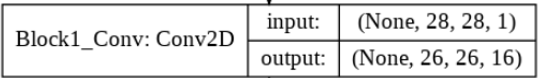 Block1_Conv: Conv2D
input: (None, 28, 28, 1)
output: (None, 26, 26, 16)